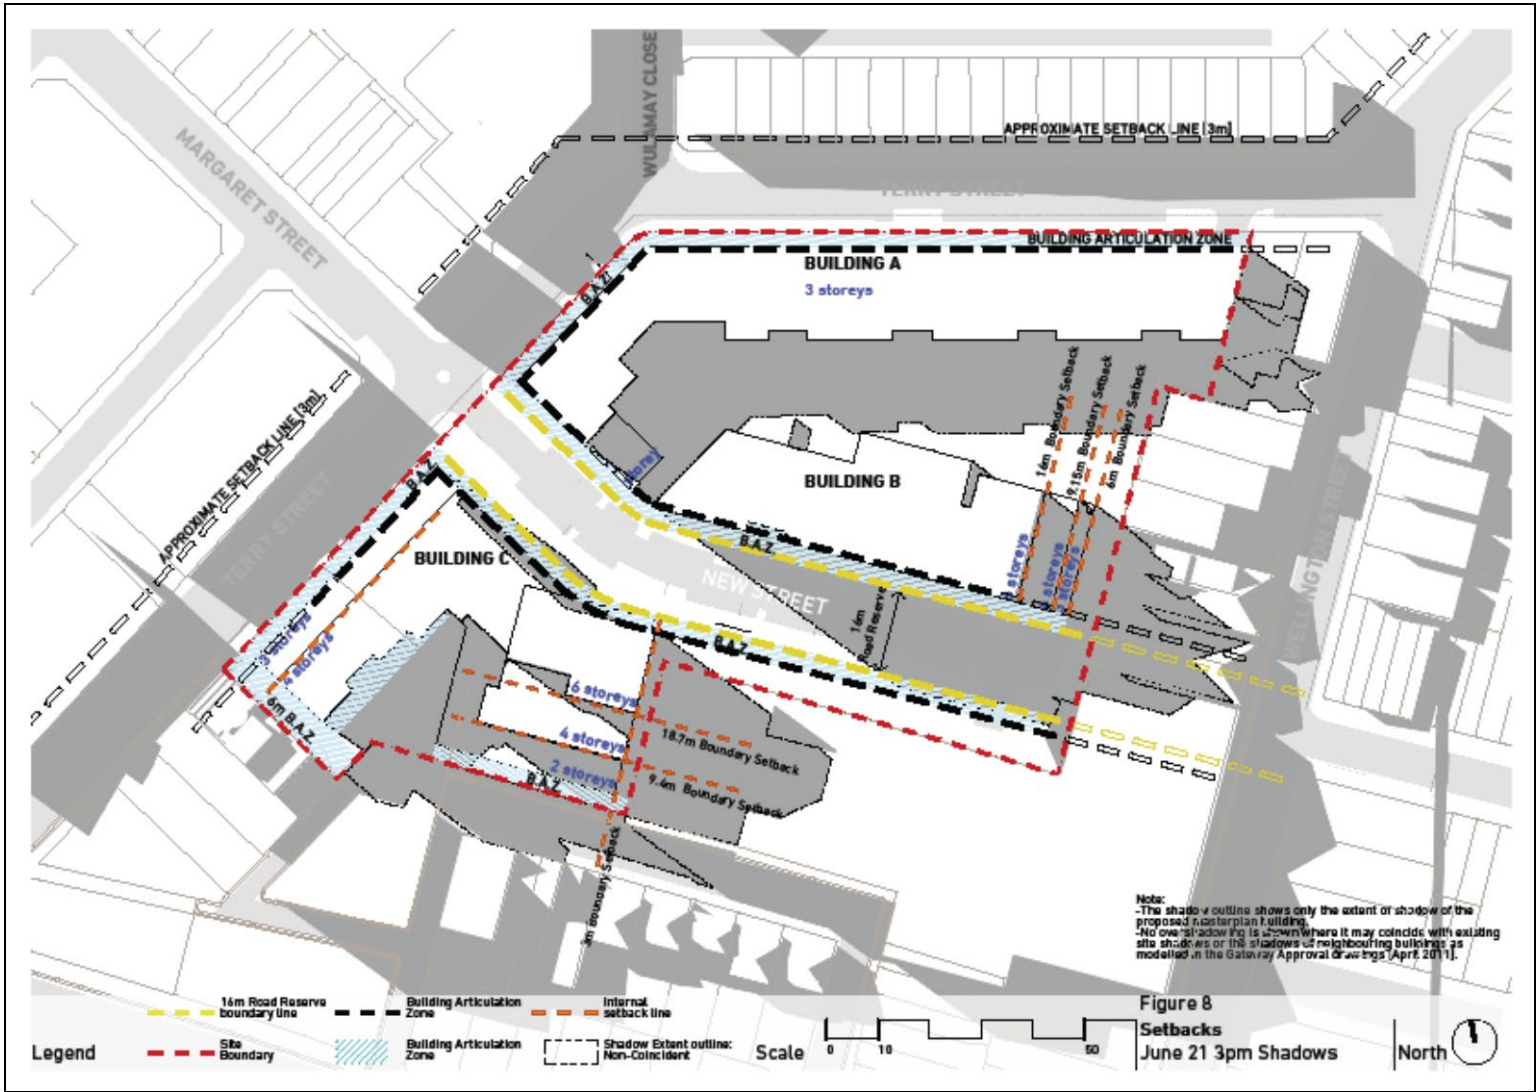 WULAMAY CLOSE
MARGARET STREET
APPROXIMATE SETBACK LINE [3m]
TERRY STREET
BUILDING ARTICULATION ZONE
BUILDING A
3 storeys
B.A.Z.
16m Boundary Setback
9.15m Boundary Setback
6m Boundary Setback
APPROXIMATE SETBACK LINE [3m]
TERRY STREET
B.A.Z.
storey
BUILDING B
BUILDING C
B.A.Z.
NEW STREET
16m
Road Reserve
storeys
storeys
storeys
WELLINGTON STREET
3 storeys
4 storeys
6m B.A.Z.
B.A.Z.
6 storeys
4 storeys
2 storeys
B.A.Z.
18.7m Boundary Setback
9.4m Boundary Setback
3m Boundary Setback
Note:
-The shadow outline shows only the extent of shadow of the
proposed masterplan building.
-No overshadowing is shown where it may coincide with existing
site shadows or the shadows of neighbouring buildings as
modelled in the Gateway Approval drawings [April 2011].
Legend
16m Road Reserve
boundary line
Building Articulation
Zone
Internal
setback line
Site
Boundary
Building Articulation
Zone
Shadow Extent outline:
Non-Coincident
Scale
0 10 50
Figure 8
Setbacks
June 21 3pm Shadows
North